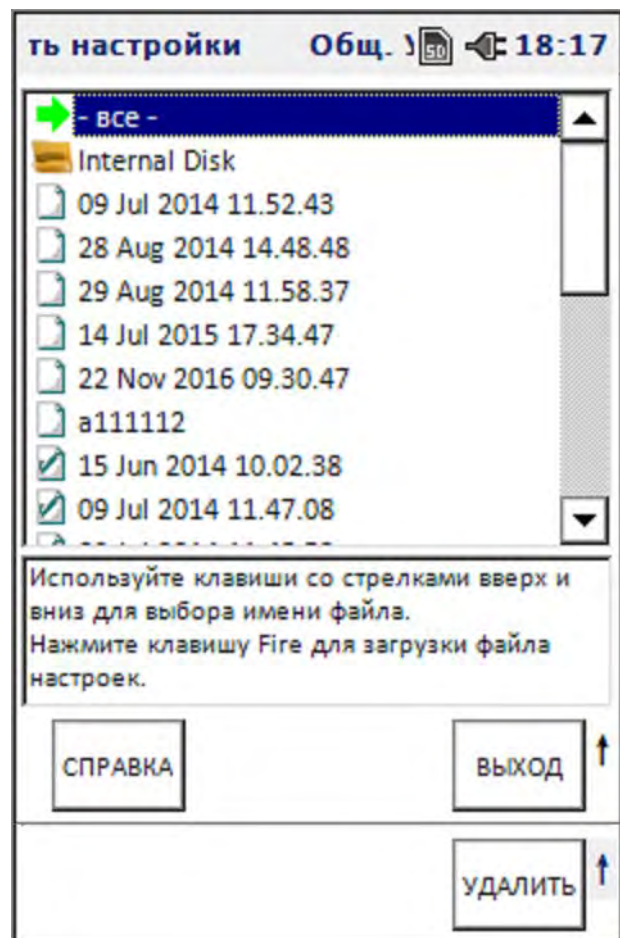 ть настройки Общ. 18:17
- все -
Internal Disk
09 Jul 2014 11.52.43
28 Aug 2014 14.48.48
29 Aug 2014 11.58.37
14 Jul 2015 17.34.47
22 Nov 2016 09.30.47
a111112
15 Jun 2014 10.02.38
09 Jul 2014 11.47.08
Используйте клавиши со стрелками вверх и
вниз для выбора имени файла.
Нажмите клавишу Fire для загрузки файла
настроек.
СПРАВКА
ВЫХОД
УДАЛИТЬ